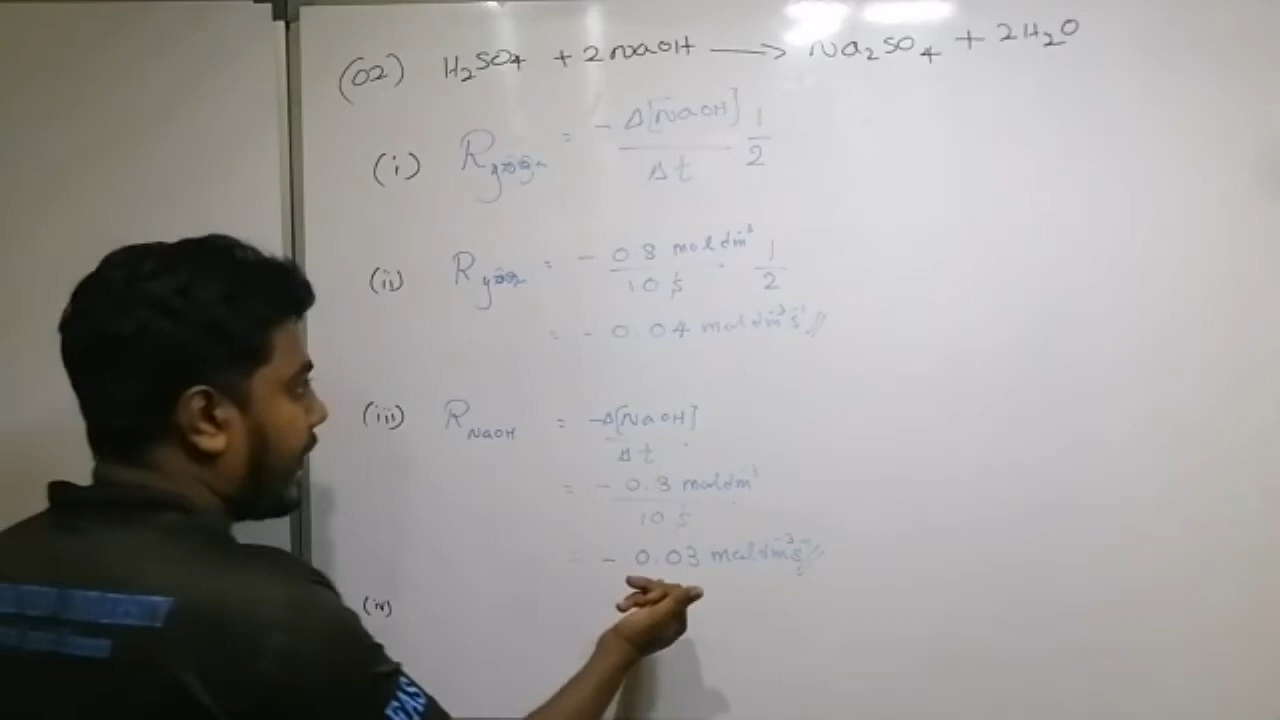 (02) H₂SO₄ + 2NaOH ⟶ Na₂SO₄ + 2H₂O
(i) R = - Δ[NaOH] / Δt 1/2
(ii) R = - 0.8 mol dm⁻³ / 10 s · 1/2
= - 0.04 mol dm⁻³ s⁻¹ //
(iii) R NaOH = -Δ[NaOH] / Δt
= - 0.3 mol dm⁻³ / 10 s
= - 0.03 mol dm⁻³ s⁻¹ //
(iv)